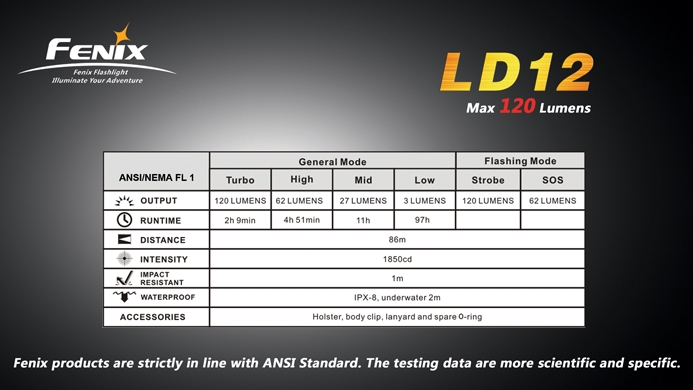 FENIX
Fenix Flashlight
Illuminate Your Adventure
LD12
Max 120 Lumens
ANSI/NEMA FL 1 General Mode Flashing Mode
Turbo High Mid Low Strobe SOS
OUTPUT 120 LUMENS 62 LUMENS 27 LUMENS 3 LUMENS 120 LUMENS 62 LUMENS
RUNTIME 2h 9min 4h 51min 11h 97h
DISTANCE 86m
INTENSITY 1850cd
IMPACT
RESISTANT 1m
WATERPROOF IPX-8, underwater 2m
ACCESSORIES Holster, body clip, lanyard and spare o-ring
Fenix products are strictly in line with ANSI Standard. The testing data are more scientific and specific.